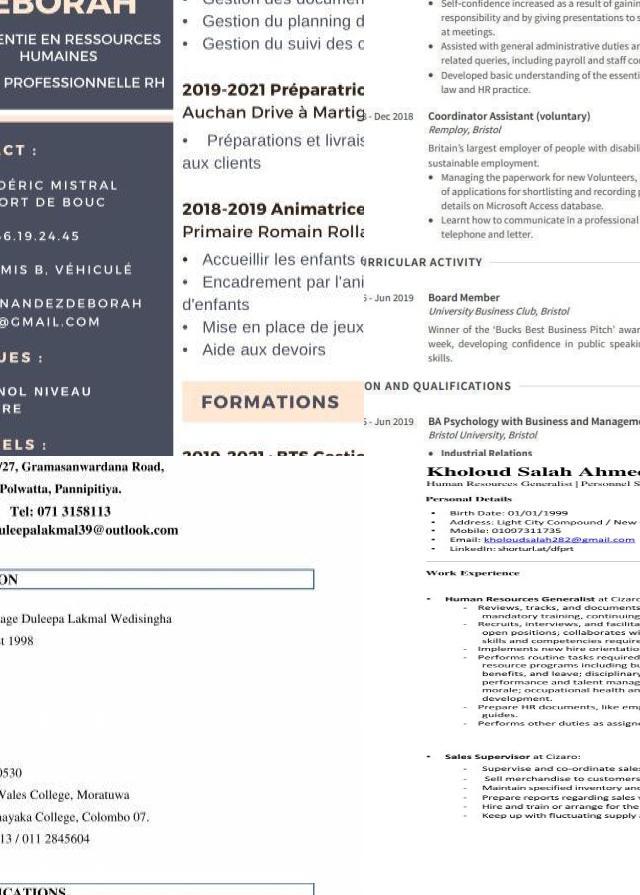 BORAH
ENTIE EN RESSOURCES
HUMAINES
PROFESSIONNELLE RH
ACT :
DÉRIC MISTRAL
ORT DE BOUC
6.19.24.45
MIS B, VÉHICULÉ
NANDEZDEBORAH
@GMAIL.COM
UES :
NOL NIVEAU
RE
ELS :
• Gestion des documen
• Gestion du planning d
• Gestion du suivi des c
2019-2021 Préparatric
Auchan Drive à Martig
• Préparations et livrais
aux clients
2018-2019 Animatrice
Primaire Romain Rolla
• Accueillir les enfants e
• Encadrement par l'ani
d'enfants
• Mise en place de jeux
• Aide aux devoirs
FORMATIONS
2019-2021 : BTS Gestio
• Self-confidence increased as a result of gainin
responsibility and by giving presentations to s
at meetings.
• Assisted with general administrative duties an
related queries, including payroll and staff co
• Developed basic understanding of the essenti
law and HR practice.
- Dec 2018 Coordinator Assistant (voluntary)
Remploy, Bristol
Britain's largest employer of people with disabili
sustainable employment.
• Managing the paperwork for new Volunteers,
of applications for shortlisting and recording p
details on Microsoft Access database.
• Learnt how to communicate in a professional
telephone and letter.
RRICULAR ACTIVITY
- Jun 2019 Board Member
University Business Club, Bristol
Winner of the 'Bucks Best Business Pitch' awar
week, developing confidence in public speakin
skills.
ON AND QUALIFICATIONS
- Jun 2019 BA Psychology with Business and Manageme
Bristol University, Bristol
• Industrial Relations
/27, Gramasanwardana Road,
Polwatta, Pannipitiya.
Tel: 071 3158113
uleepalakmal39@outlook.com
ON
age Duleepa Lakmal Wedisingha
st 1998
0530
Wales College, Moratuwa
nayaka College, Colombo 07.
13 / 011 2845604
ICATIONS
Kholoud Salah Ahme
Human Resources Generalist | Personnel S
Personal Details
• Birth Date: 01/01/1999
• Address: Light City Compound / New
• Mobile: 01097311735
• Email: kholoudsalah282@gmail.com
• LinkedIn: shorturl.at/dfprt
Work Experience
• Human Resources Generalist at Cizaro
- Reviews, tracks, and documents
mandatory training, continuing
- Recruits, interviews, and facilita
open positions; collaborates wi
skills and competencies require
- Implements new hire orientatio
- Performs routine tasks required
resource programs including bu
benefits, and leave; disciplinar
performance and talent manag
morale; occupational health an
development.
- Prepare HR documents, like emp
guides.
- Performs other duties as assigne
• Sales Supervisor at Cizaro:
- Supervise and co-ordinate sales
- Sell merchandise to customers
- Maintain specified inventory and
- Prepare reports regarding sales v
- Hire and train or arrange for the
- Keep up with fluctuating supply a